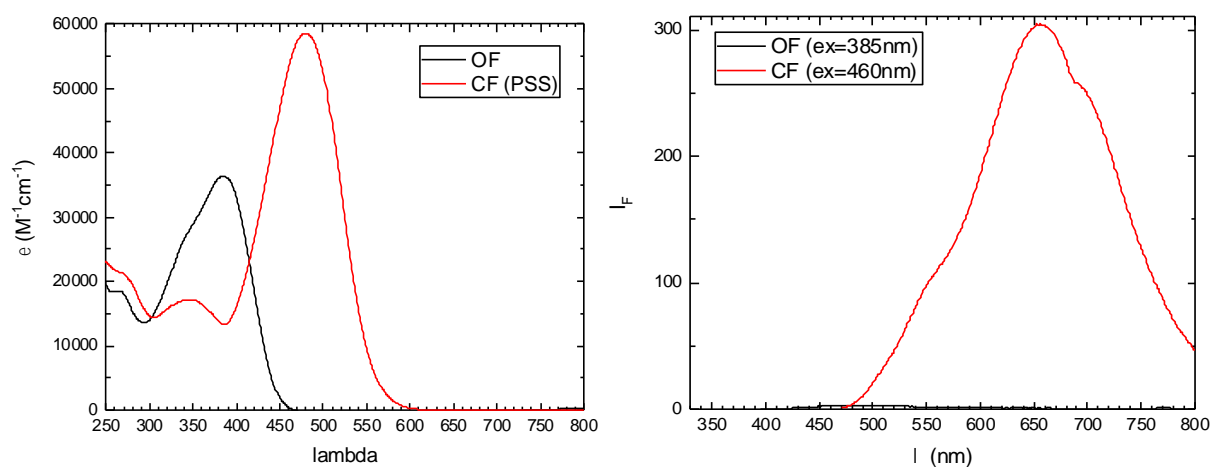 60000
50000
40000
30000
20000
10000
0
e (M-1cm-1)
OF
CF (PSS)
250 300 350 400 450 500 550 600 650 700 750 800
lambda
300
200
100
0
IF
OF (ex=385nm)
CF (ex=460nm)
350 400 450 500 550 600 650 700 750 800
l (nm)